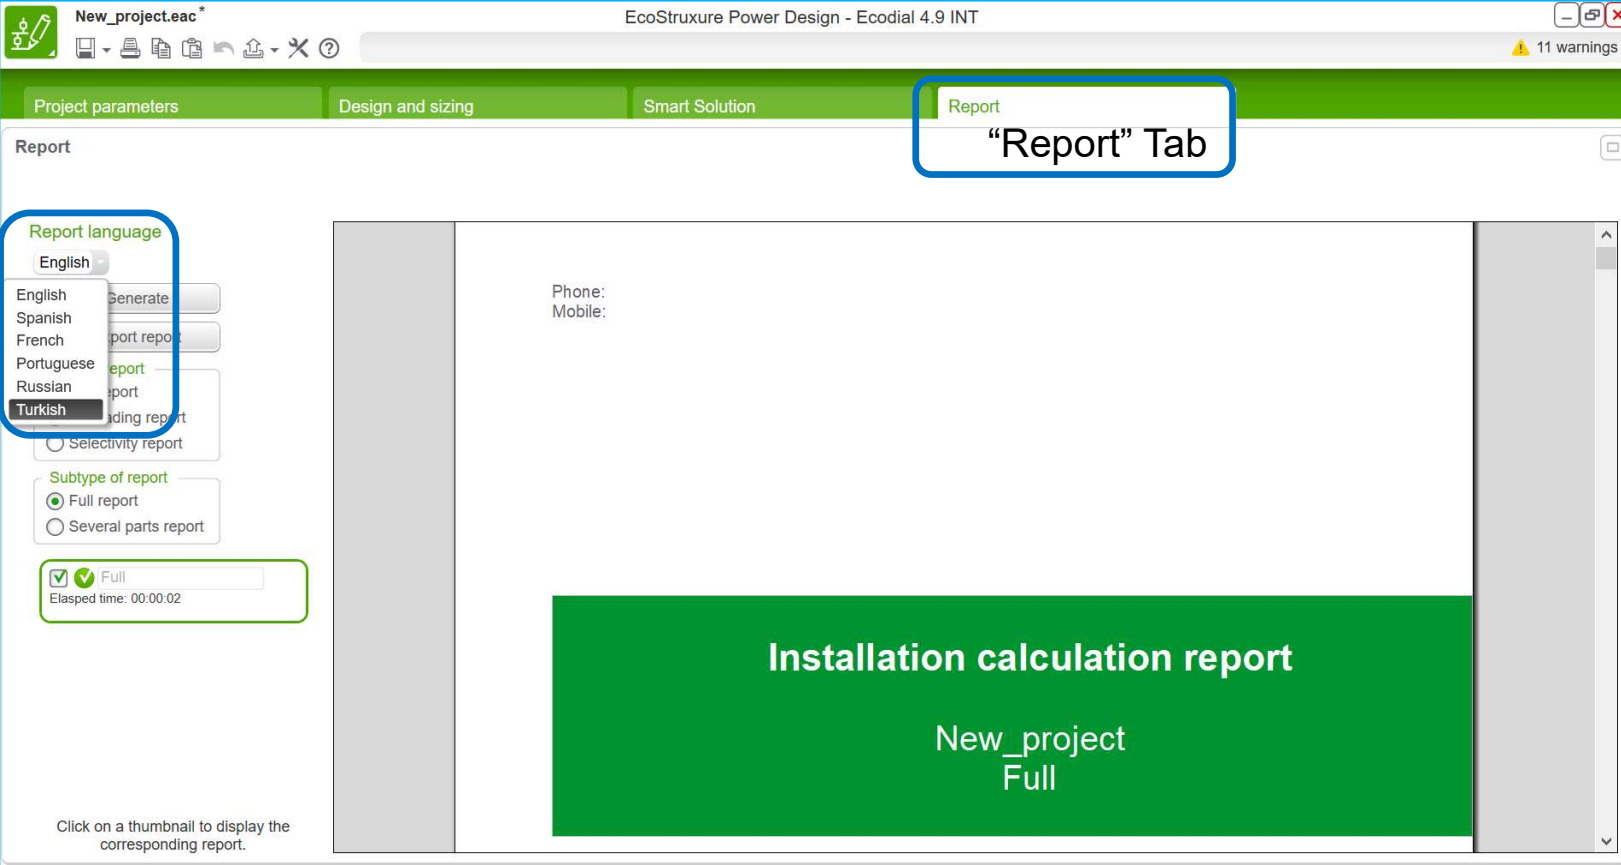 New_project.eac*
EcoStruxure Power Design - Ecodial 4.9 INT
11 warnings
Project parameters
Design and sizing
Smart Solution
Report
“Report” Tab
Report
Report language
English
English
Spanish
French
Portuguese
Russian
Turkish
Generate
port report
eport
port
ading report
Selectivity report
Subtype of report
Full report
Several parts report
Full
Elasped time: 00:00:02
Click on a thumbnail to display the
corresponding report.
Phone:
Mobile:
Installation calculation report
New_project
Full